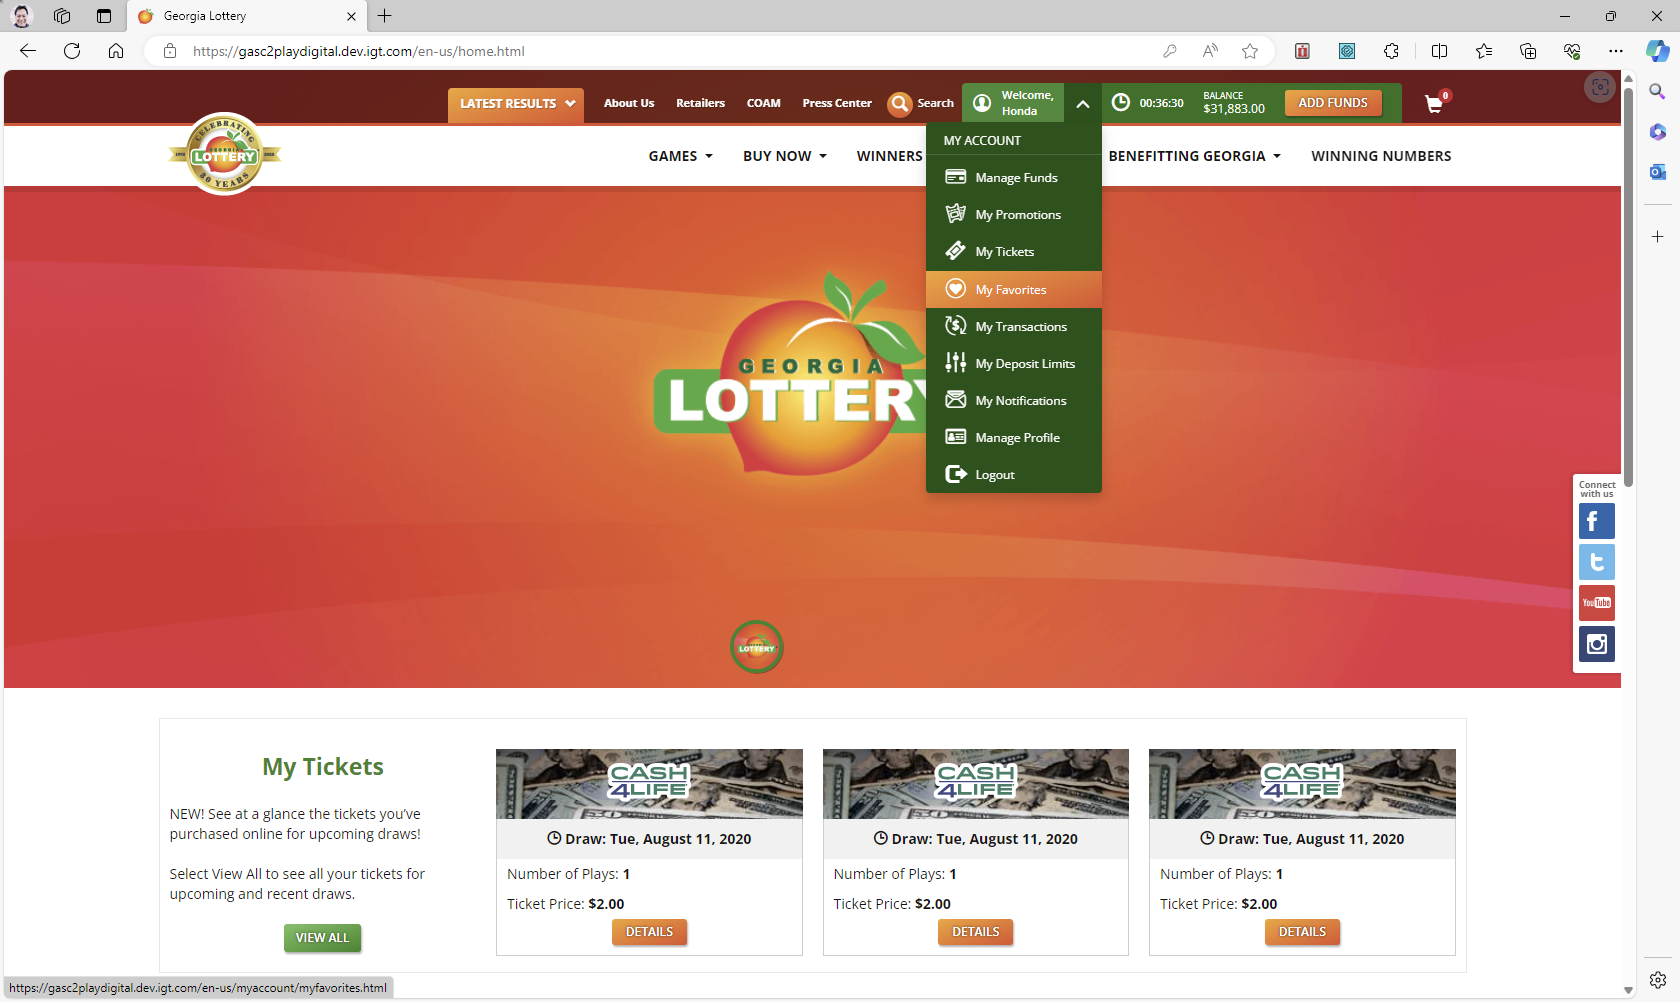 Georgia Lottery
https://gasc2playdigital.dev.igt.com/en-us/home.html
LATEST RESULTS
About Us
Retailers
COAM
Press Center
Search
Welcome,
Honda
00:36:30
BALANCE
$31,883.00
ADD FUNDS
0
CELEBRATING
GEORGIA
LOTTERY
30 YEARS
GAMES
BUY NOW
WINNERS
BENEFITTING GEORGIA
WINNING NUMBERS
MY ACCOUNT
Manage Funds
My Promotions
My Tickets
My Favorites
My Transactions
My Deposit Limits
My Notifications
Manage Profile
Logout
GEORGIA
LOTTERY
Connect
with us
f
t
YouTube
LOTTERY
My Tickets
NEW! See at a glance the tickets you’ve
purchased online for upcoming draws!
Select View All to see all your tickets for
upcoming and recent draws.
VIEW ALL
CASH
4LIFE
Draw: Tue, August 11, 2020
Number of Plays: 1
Ticket Price: $2.00
DETAILS
CASH
4LIFE
Draw: Tue, August 11, 2020
Number of Plays: 1
Ticket Price: $2.00
DETAILS
CASH
4LIFE
Draw: Tue, August 11, 2020
Number of Plays: 1
Ticket Price: $2.00
DETAILS
https://gasc2playdigital.dev.igt.com/en-us/myaccount/myfavorites.html